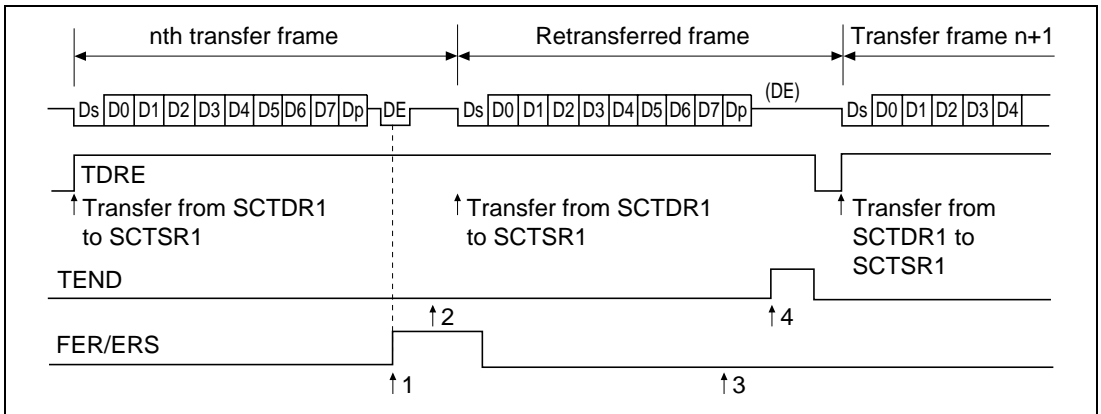 nth transfer frame Retransferred frame Transfer frame n+1
Ds D0 D1 D2 D3 D4 D5 D6 D7 Dp DE Ds D0 D1 D2 D3 D4 D5 D6 D7 Dp (DE) Ds D0 D1 D2 D3 D4
TDRE
Transfer from SCTDR1
to SCTSR1
Transfer from SCTDR1
to SCTSR1
Transfer from
SCTDR1 to
SCTSR1
TEND
2 4
FER/ERS
1 3